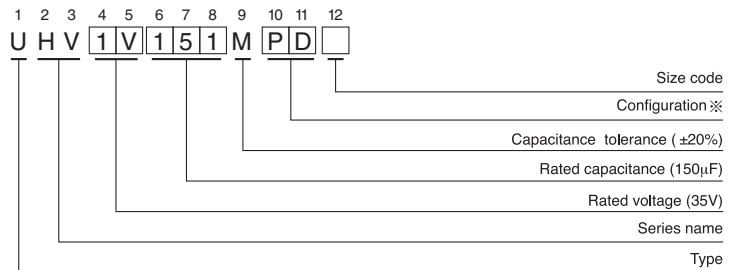 1 2 3 4 5 6 7 8 9 10 11 12
U H V 1 V 1 5 1 M P D
Size code
Configuration※
Capacitance tolerance ( ±20%)
Rated capacitance (150µF)
Rated voltage (35V)
Series name
Type